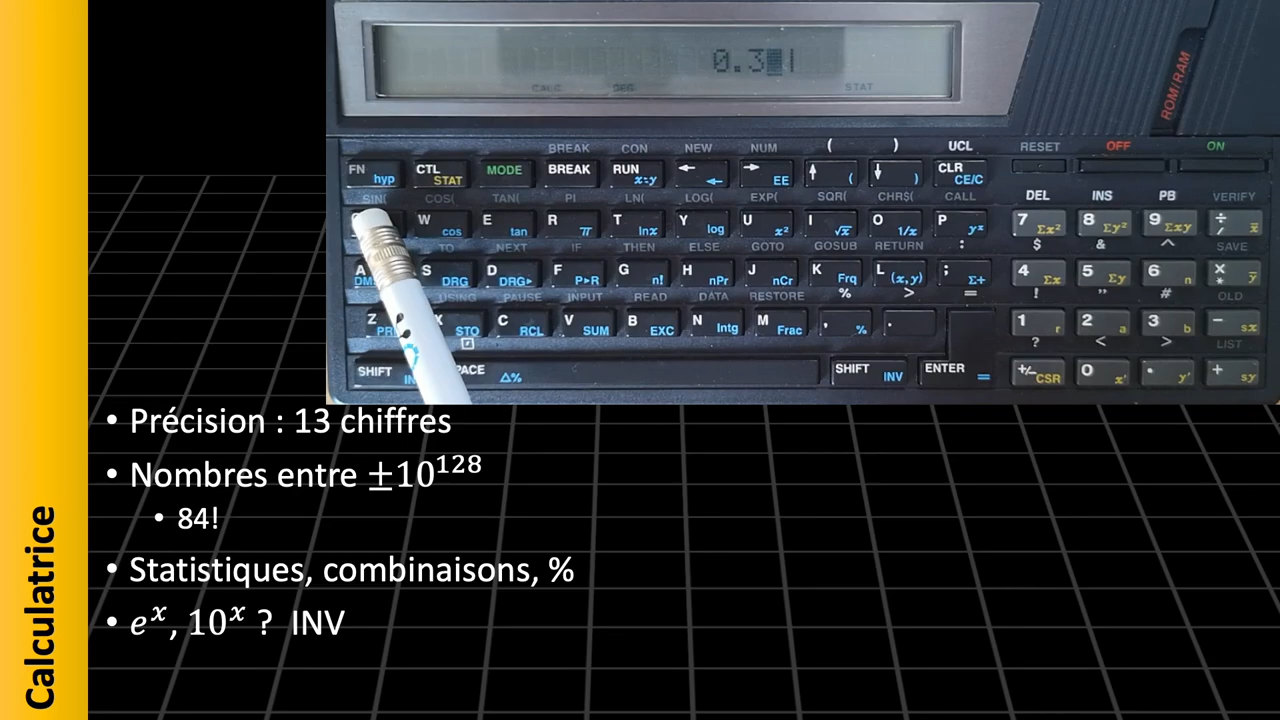 0.3
CALC DEG STAT
ROM/RAM
BREAK CON NEW NUM ( ) UCL RESET OFF ON
FN hyp CTL STAT MODE BREAK RUN x:y ← ← → EE ↑ ( ↓ ) CLR CE/C
SIN( COS( TAN( PI LN( LOG( EXP( SQR( CHR$( CALL DEL INS PB VERIFY
W cos E tan R π T lnx Y log U x² I √x O 1/x P yˣ 7 Σx² 8 Σy² 9 Σxy ÷ / x̄
TO NEXT IF THEN ELSE GOTO GOSUB RETURN : $ & ^ SAVE
A DMS S DRG D DRG▸ F P▸R G n! H nPr J nCr K Frq L (x,y) ; Σ+ 4 Σx 5 Σy 6 n × * ȳ
USING PAUSE INPUT READ DATA RESTORE % > = ! " # OLD
Z X STO C RCL V SUM B EXC N Intg M Frac , % . 1 r 2 a 3 b − sx
? < > LIST
SHIFT PACE Δ% SHIFT INV ENTER = +/− CSR 0 x' . y' + sy
Calculatrice
• Précision : 13 chiffres
• Nombres entre ±10¹²⁸
• 84!
• Statistiques, combinaisons, %
• eˣ, 10ˣ ? INV